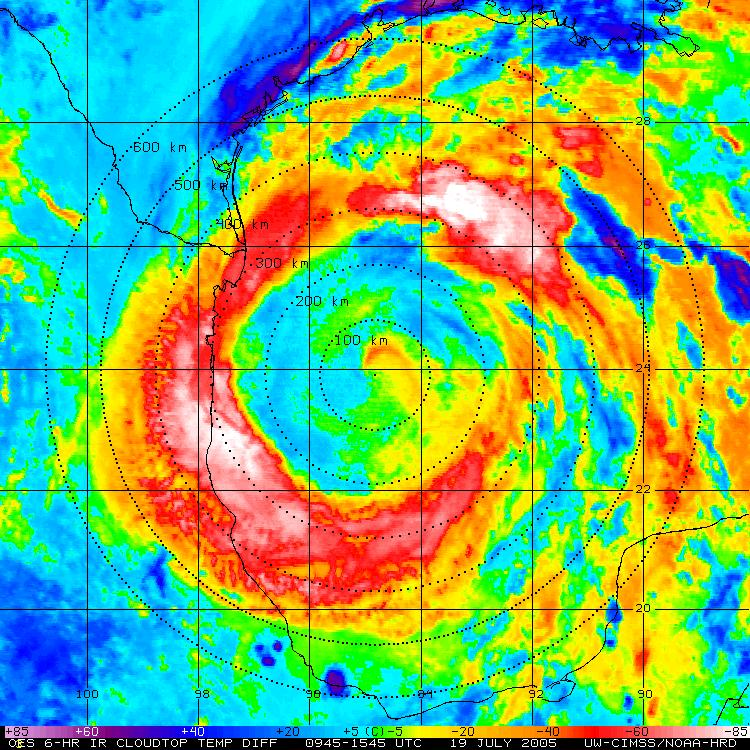 28
600 km
500 km
400 km
26
300 km
200 km
100 km
24
22
20
100 98 96 94 92 90
+85 +60 +40 +20 +5 (C) -5 -20 -40 -60 -85
OES 6-HR IR CLOUDTOP TEMP DIFF 0945-1545 UTC 19 JULY 2005 UW-CIMSS/NOAA-HRD